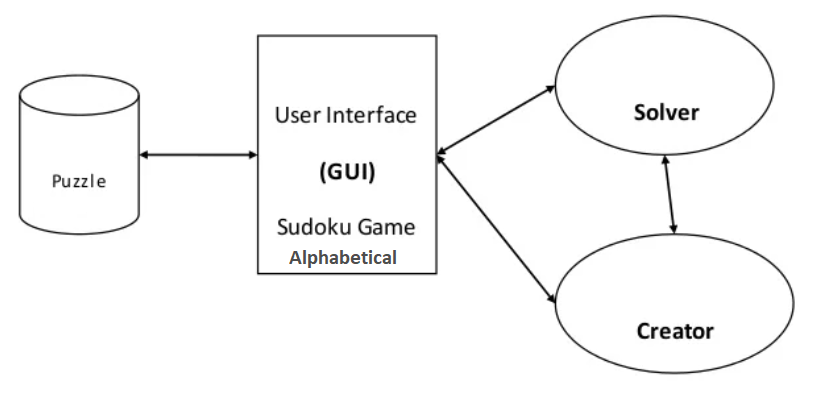 Puzzle
User Interface
(GUI)
Sudoku Game
Alphabetical
Solver
Creator